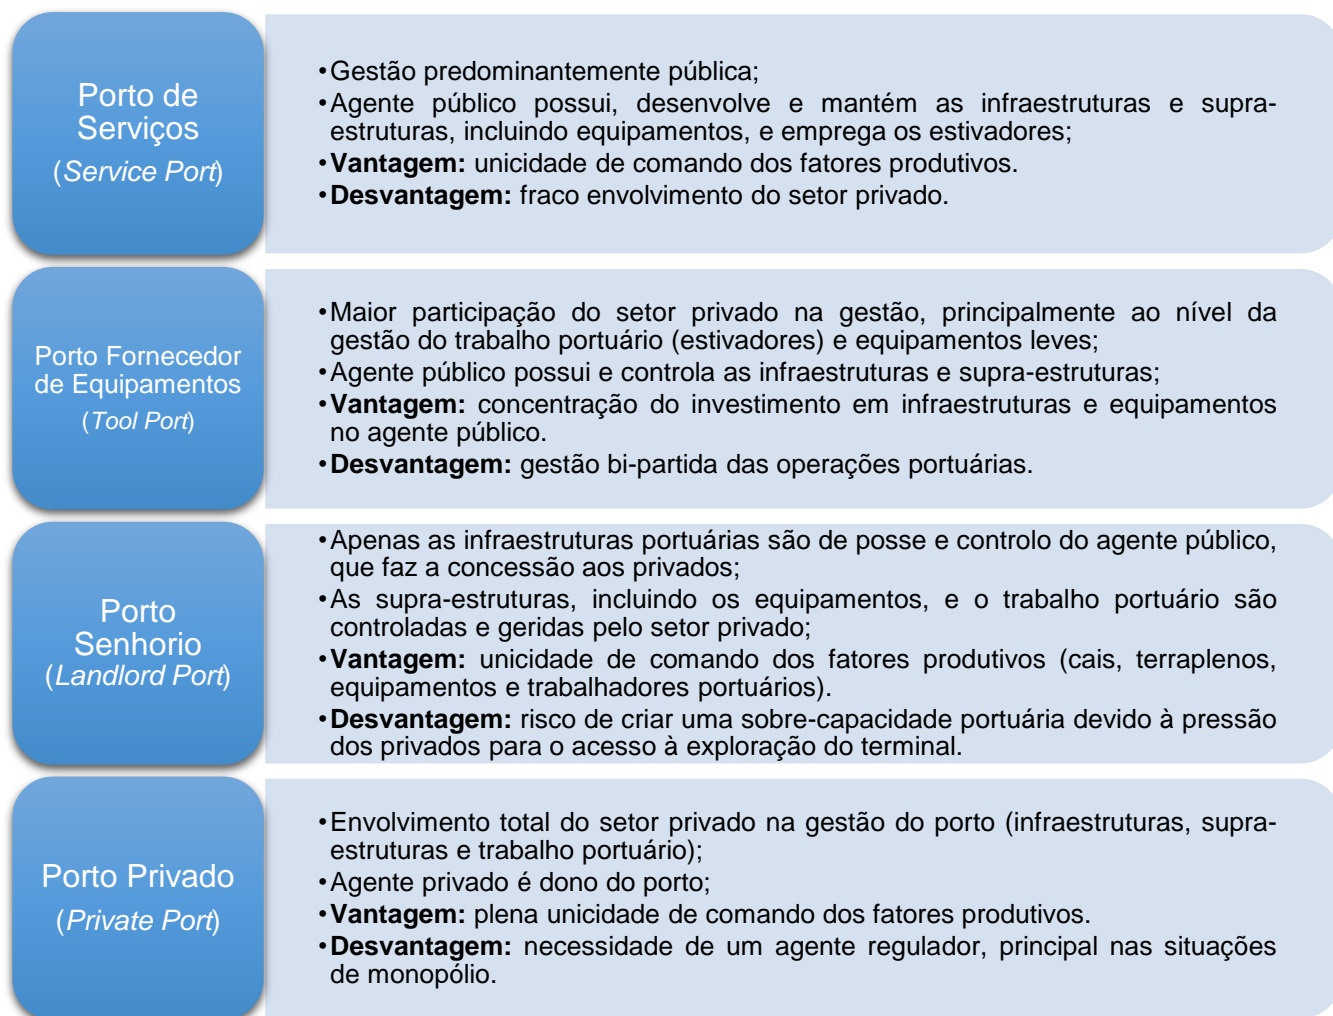 Porto de
Serviços
(Service Port)
•Gestão predominantemente pública;
•Agente público possui, desenvolve e mantém as infraestruturas e supra-
estruturas, incluindo equipamentos, e emprega os estivadores;
•Vantagem: unicidade de comando dos fatores produtivos.
•Desvantagem: fraco envolvimento do setor privado.
Porto Fornecedor
de Equipamentos
(Tool Port)
•Maior participação do setor privado na gestão, principalmente ao nível da
gestão do trabalho portuário (estivadores) e equipamentos leves;
•Agente público possui e controla as infraestruturas e supra-estruturas;
•Vantagem: concentração do investimento em infraestruturas e equipamentos
no agente público.
•Desvantagem: gestão bi-partida das operações portuárias.
Porto
Senhorio
(Landlord Port)
•Apenas as infraestruturas portuárias são de posse e controlo do agente público,
que faz a concessão aos privados;
•As supra-estruturas, incluindo os equipamentos, e o trabalho portuário são
controladas e geridas pelo setor privado;
•Vantagem: unicidade de comando dos fatores produtivos (cais, terraplenos,
equipamentos e trabalhadores portuários).
•Desvantagem: risco de criar uma sobre-capacidade portuária devido à pressão
dos privados para o acesso à exploração do terminal.
Porto Privado
(Private Port)
•Envolvimento total do setor privado na gestão do porto (infraestruturas, supra-
estruturas e trabalho portuário);
•Agente privado é dono do porto;
•Vantagem: plena unicidade de comando dos fatores produtivos.
•Desvantagem: necessidade de um agente regulador, principal nas situações
de monopólio.